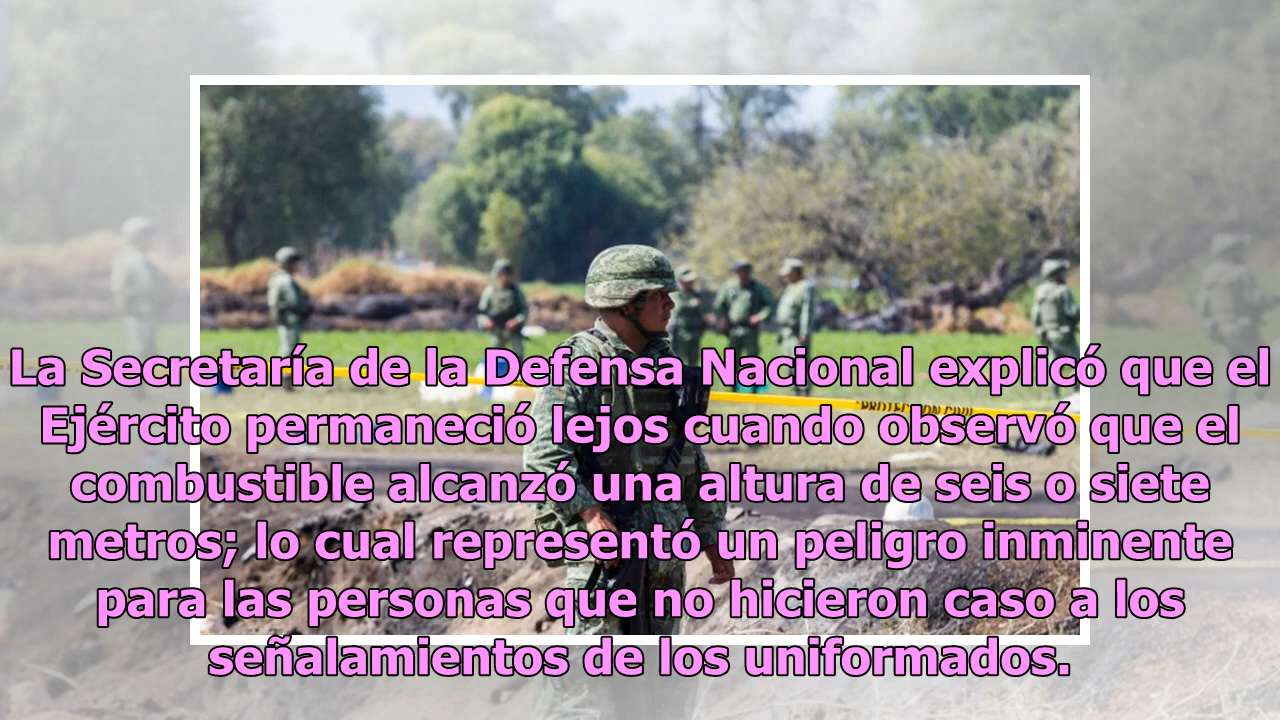 La Secretaría de la Defensa Nacional explicó que el
Ejército permaneció lejos cuando observó que el
combustible alcanzó una altura de seis o siete
metros; lo cual representó un peligro inminente
para las personas que no hicieron caso a los
señalamientos de los uniformados.
PROTECCION CIVIL